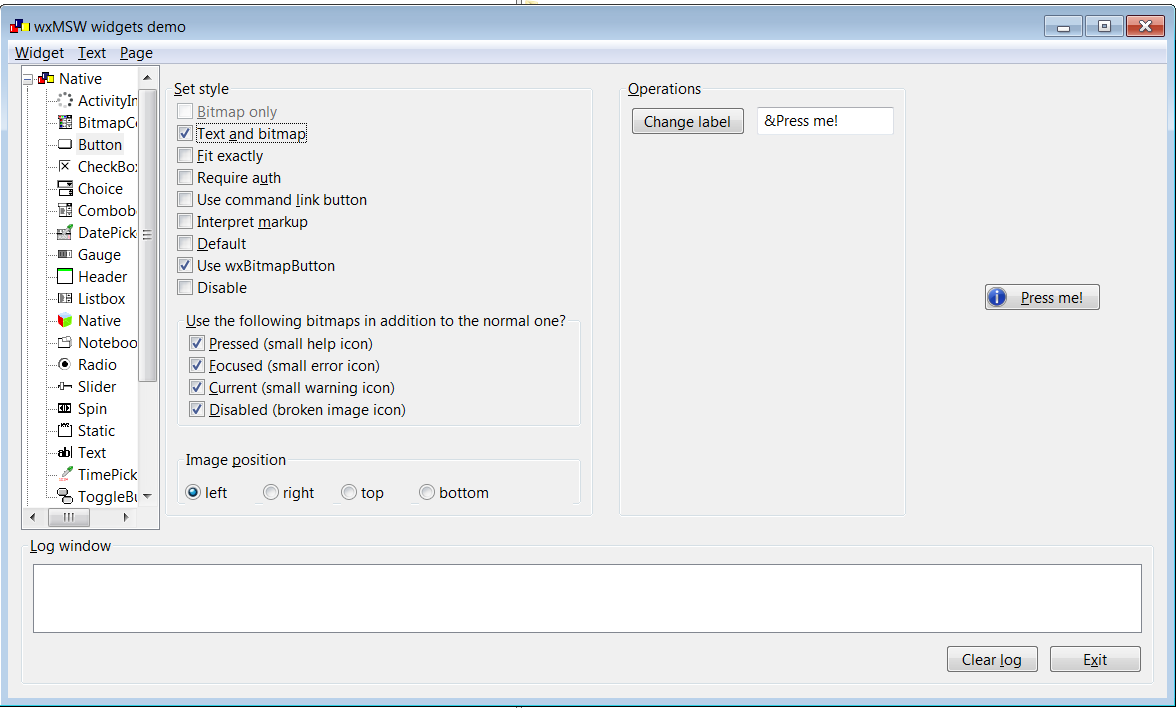 wxMSW widgets demo
Widget Text Page
Native
ActivityIn
BitmapCo
Button
CheckBox
Choice
Combob
DatePick
Gauge
Header
Listbox
Native
Noteboo
Radio
Slider
Spin
Static
Text
TimePick
ToggleBu
Set style
Bitmap only
Text and bitmap
Fit exactly
Require auth
Use command link button
Interpret markup
Default
Use wxBitmapButton
Disable
Use the following bitmaps in addition to the normal one?
Pressed (small help icon)
Focused (small error icon)
Current (small warning icon)
Disabled (broken image icon)
Image position
left right top bottom
Operations
Change label &Press me!
Press me!
Log window
Clear log Exit